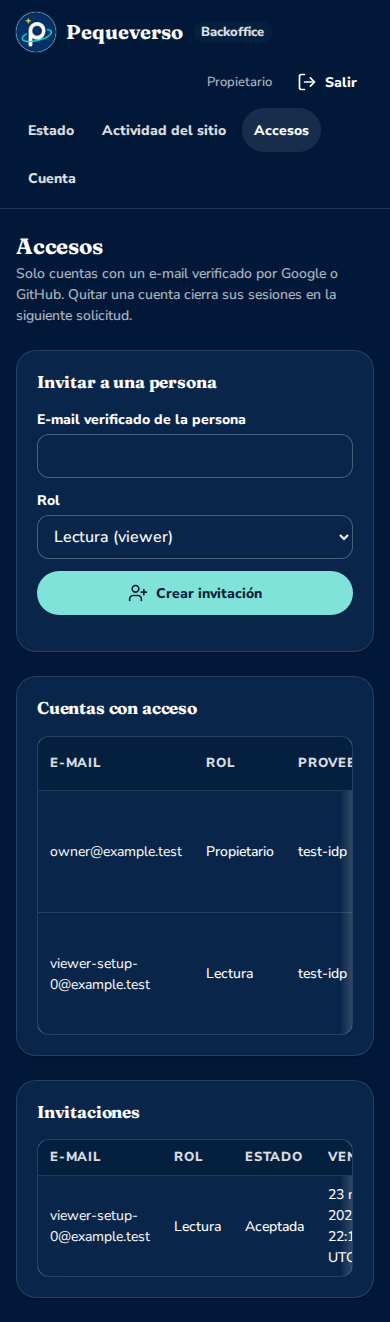 Pequeverso Backoffice
Propietario Salir
Estado Actividad del sitio Accesos
Cuenta
Accesos
Solo cuentas con un e-mail verificado por Google o
GitHub. Quitar una cuenta cierra sus sesiones en la
siguiente solicitud.
Invitar a una persona
E-mail verificado de la persona
Rol
Lectura (viewer)
Crear invitación
Cuentas con acceso
E-MAIL ROL
owner@example.test Propietario test-idp
viewer-setup-
0@example.test Lectura test-idp
Invitaciones
E-MAIL ROL ESTADO
viewer-setup-
0@example.test Lectura Aceptada 23